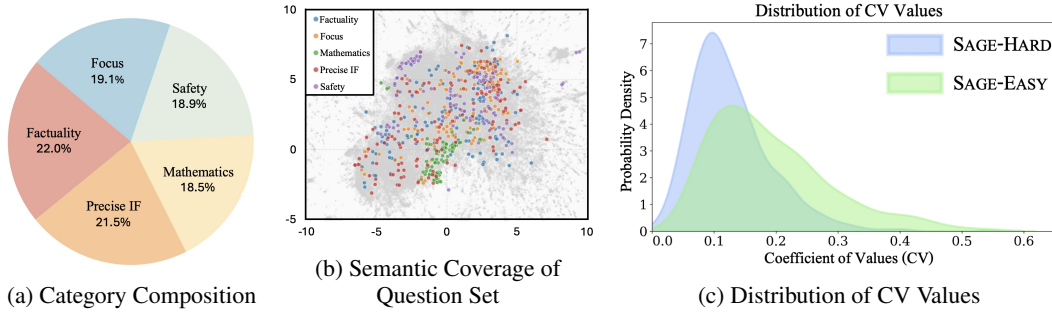 Focus
19.1%
Safety
18.9%
Factuality
22.0%
Mathematics
18.5%
Precise IF
21.5%
(a) Category Composition
10
5
0
-5
-10
-5
0
5
10
Factuality
Focus
Mathematics
Precise IF
Safety
(b) Semantic Coverage of
Question Set
Distribution of CV Values
Probability Density
7
6
5
4
3
2
1
0
0.0
0.1
0.2
0.3
0.4
0.5
0.6
Coefficient of Values (CV)
SAGE-HARD
SAGE-EASY
(c) Distribution of CV Values